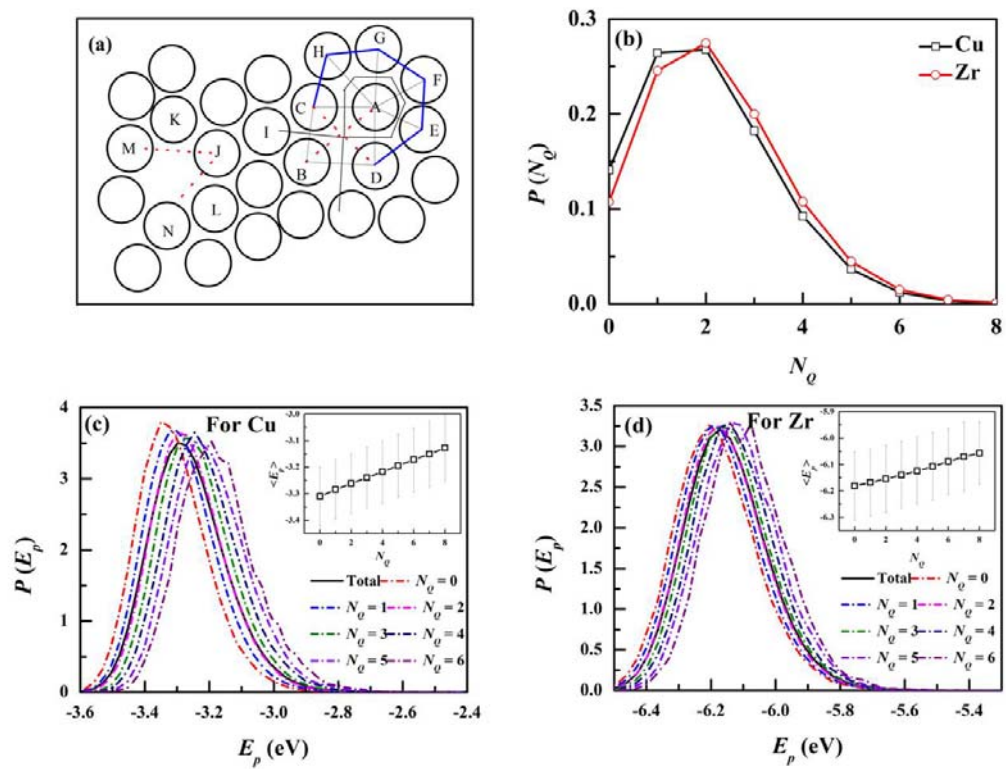 (a)
H
G
F
C
A
K
I
E
M
J
B
D
L
N
(b)
Cu
Zr
P (N_Q)
0.3
0.2
0.1
0.0
0 2 4 6 8
N_Q
(c)
For Cu
P (E_p)
4
3
2
1
0
-3.6 -3.4 -3.2 -3.0 -2.8 -2.6 -2.4
E_p (eV)
<E_p>
-3.0
-3.1
-3.2
-3.3
-3.4
0 2 4 6 8
N_Q
Total N_Q = 0
N_Q = 1 N_Q = 2
N_Q = 3 N_Q = 4
N_Q = 5 N_Q = 6
(d)
For Zr
P (E_p)
3.5
3.0
2.5
2.0
1.5
1.0
0.5
0.0
-6.4 -6.2 -6.0 -5.8 -5.6 -5.4
E_p (eV)
<E_p>
-5.9
-6.0
-6.1
-6.2
-6.3
0 2 4 6 8
N_Q
Total N_Q = 0
N_Q = 1 N_Q = 2
N_Q = 3 N_Q = 4
N_Q = 5 N_Q = 6